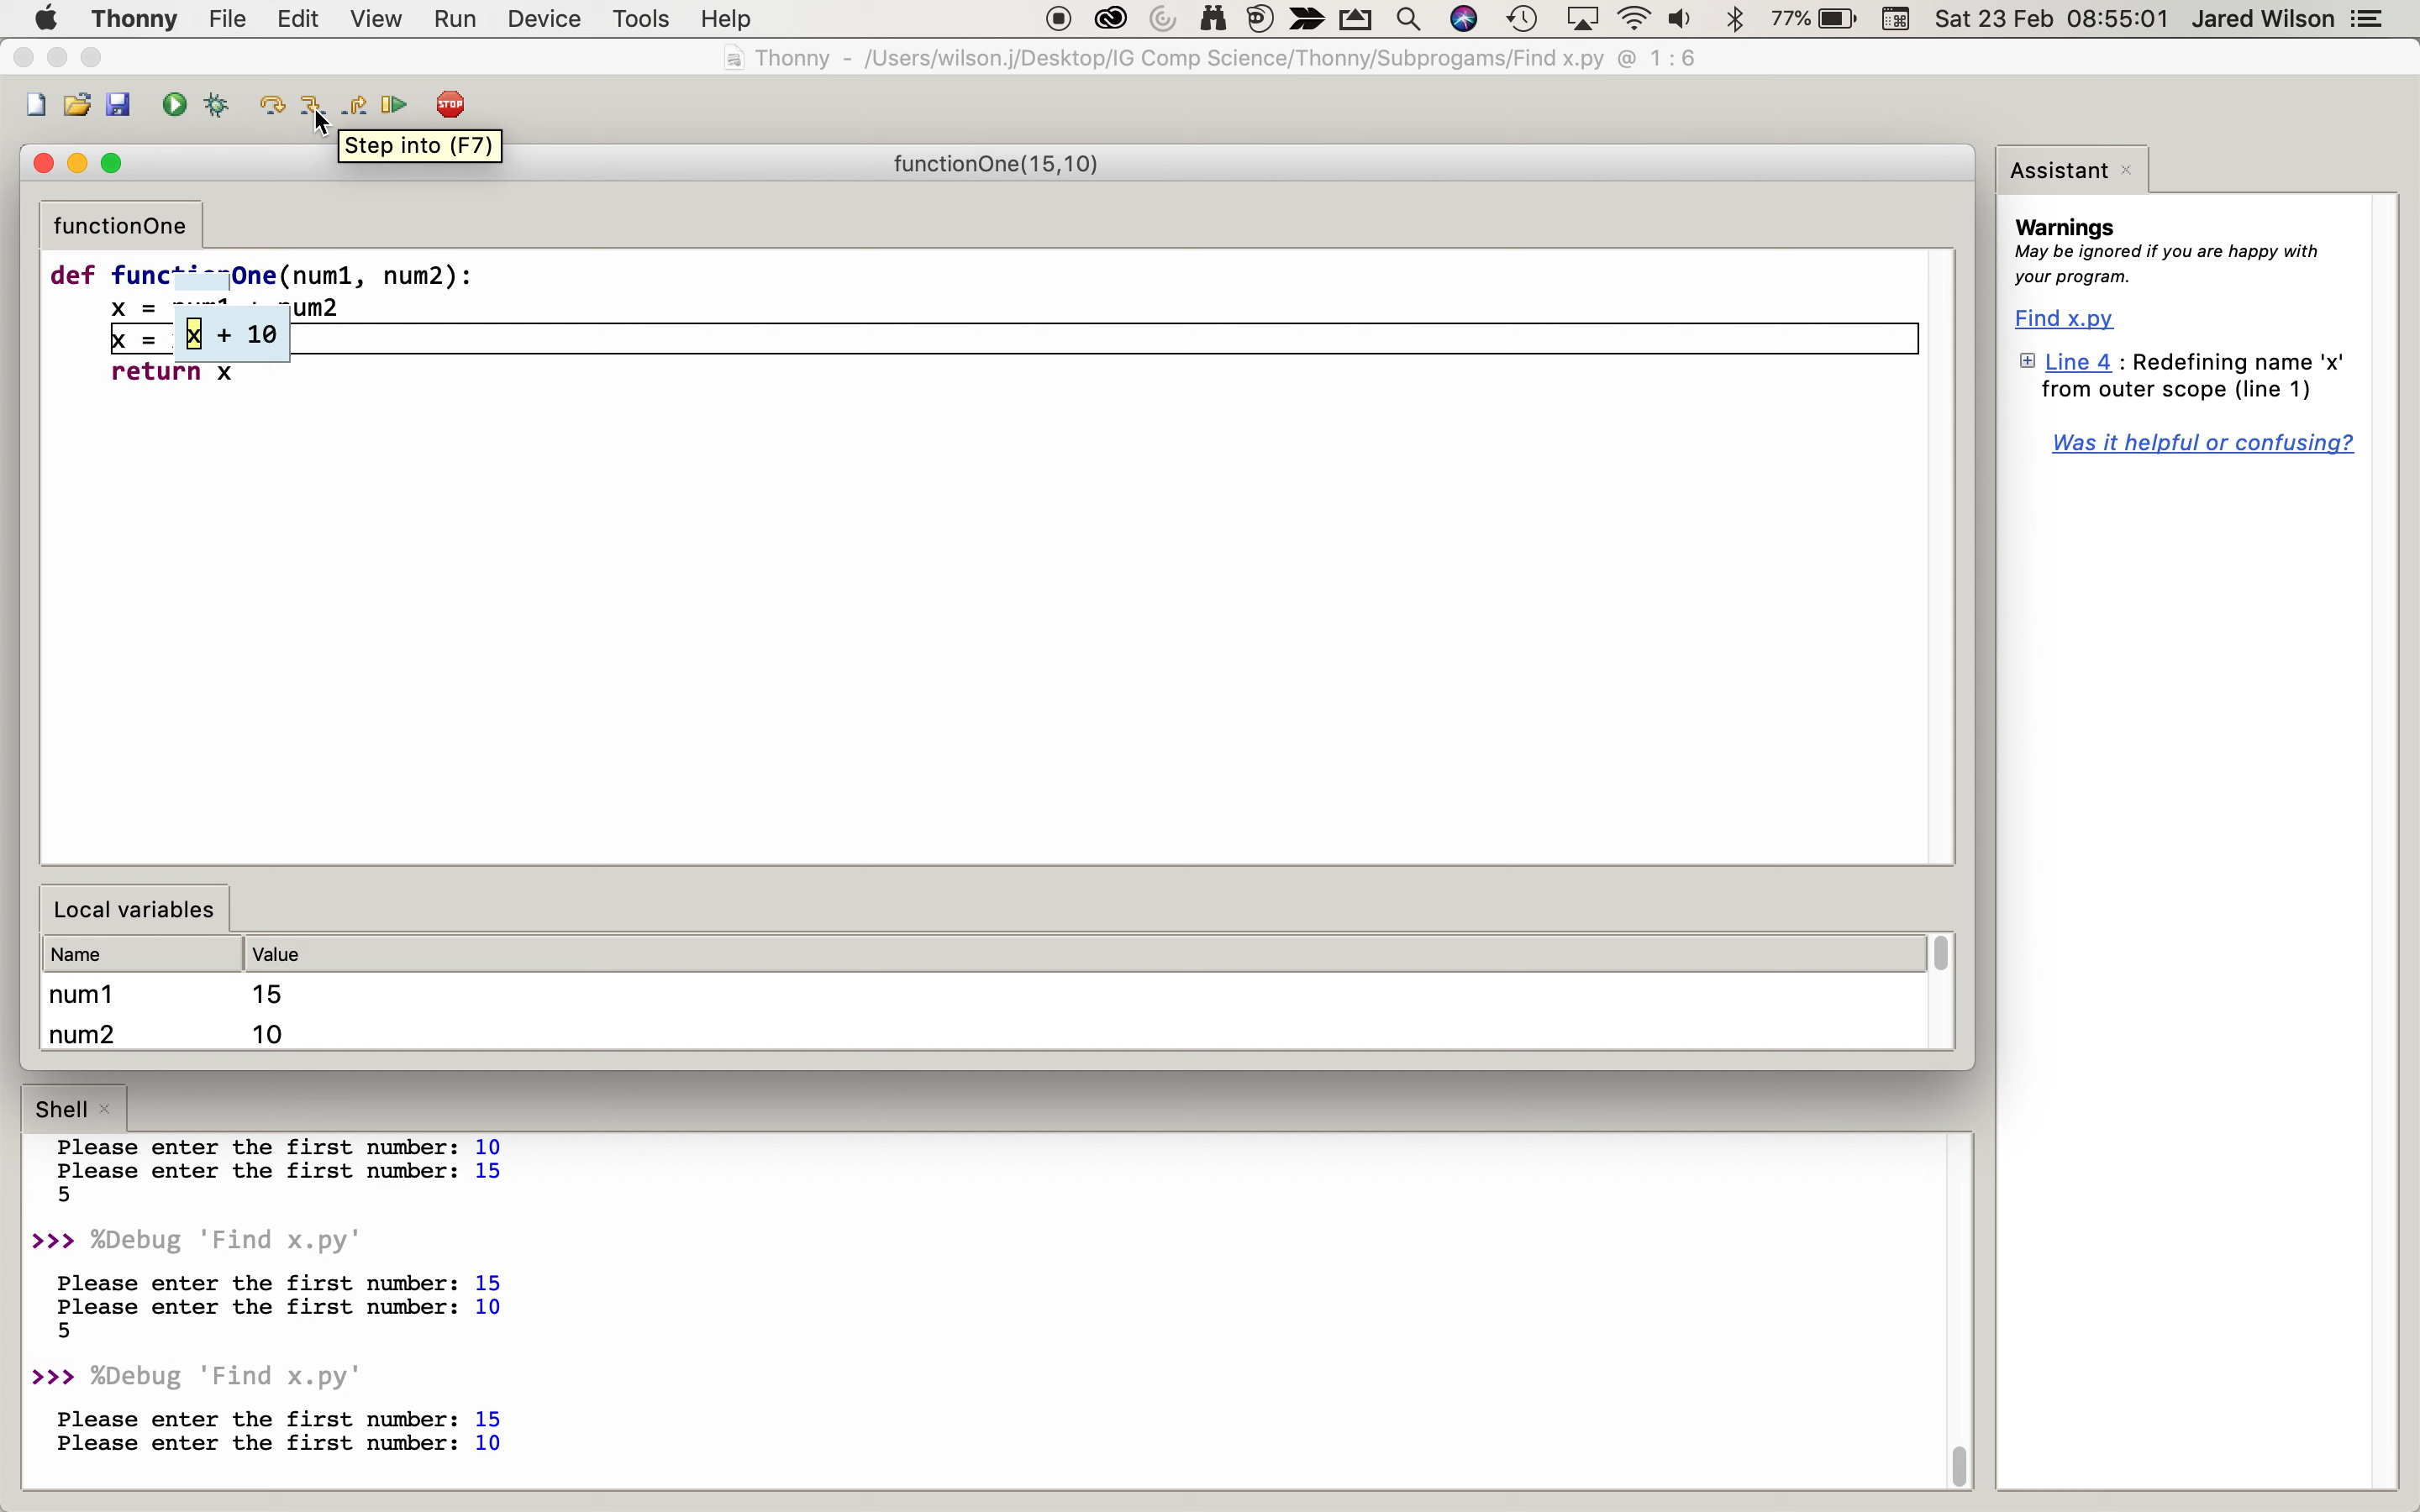 Thonny File Edit View Run Device Tools Help 77% Sat 23 Feb 08:55:01 Jared Wilson
Thonny - /Users/wilson.j/Desktop/IG Comp Science/Thonny/Subprogams/Find x.py @ 1 : 6
STOP
Step into (F7)
functionOne(15,10)
functionOne
def One(num1, num2):
x = um2
x = x + 10
return x
Local variables
Name Value
num1 15
num2 10
Shell
Please enter the first number: 10
Please enter the first number: 15
5
>>> %Debug 'Find x.py'
Please enter the first number: 15
Please enter the first number: 10
5
>>> %Debug 'Find x.py'
Please enter the first number: 15
Please enter the first number: 10
Assistant
Warnings
May be ignored if you are happy with
your program.
Find x.py
Line 4 : Redefining name 'x'
from outer scope (line 1)
Was it helpful or confusing?